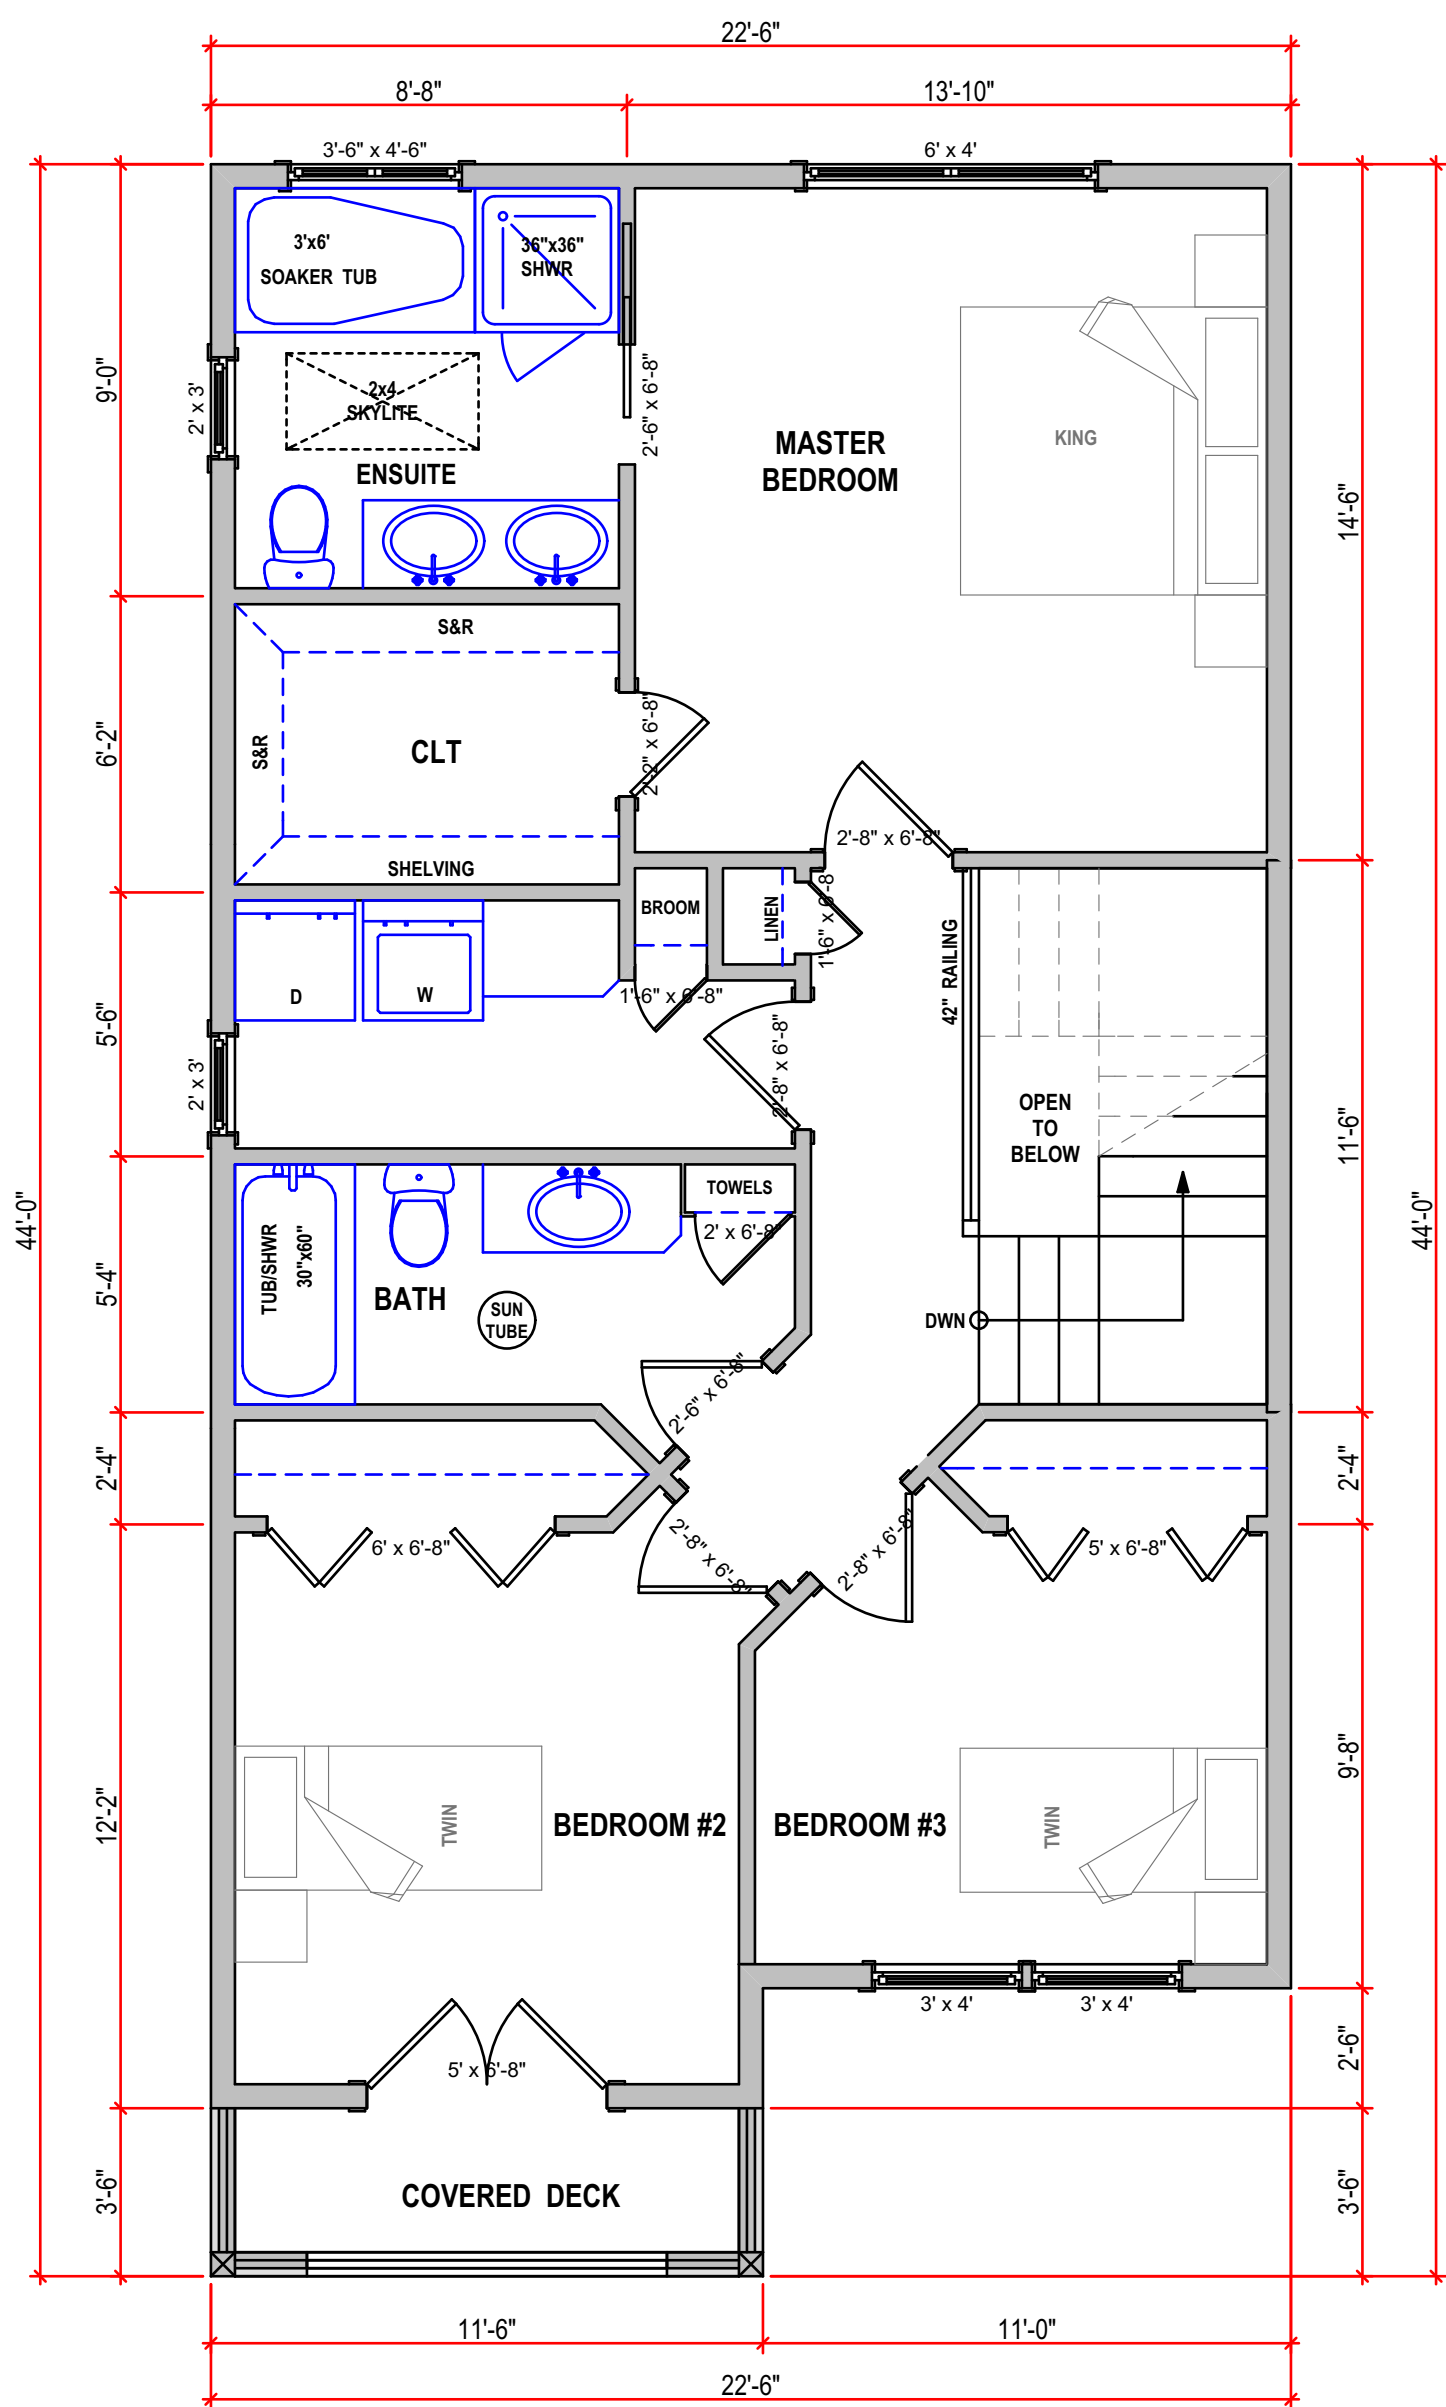 22'-6"
8'-8"
13'-10"
3'-6" x 4'-6"
6' x 4'
3'x6'
SOAKER TUB
36"x36"
SHWR
9'-0"
2' x 3'
2x4
SKYLITE
2'-6" x 6'-8"
ENSUITE
MASTER
BEDROOM
KING
14'-6"
S&R
S&R
CLT
2'-2" x 6'-8"
6'-2"
SHELVING
2'-8" x 6'-8"
BROOM
LINEN
1'-6" x 6'-8"
42" RAILING
D
W
1'-6" x 6'-8"
5'-6"
2' x 3'
2'-8" x 6'-8"
OPEN
TO
BELOW
11'-6"
44'-0"
44'-0"
TOWELS
2' x 6'-8"
TUB/SHWR
30"x60"
5'-4"
BATH
SUN
TUBE
DWN
2'-6" x 6'-8"
2'-4"
2'-4"
6' x 6'-8"
2'-8" x 6'-8"
2'-8" x 6'-8"
5' x 6'-8"
12'-2"
TWIN
BEDROOM #2
BEDROOM #3
TWIN
9'-8"
3' x 4'
3' x 4'
2'-6"
5' x 6'-8"
3'-6"
COVERED DECK
3'-6"
11'-6"
11'-0"
22'-6"